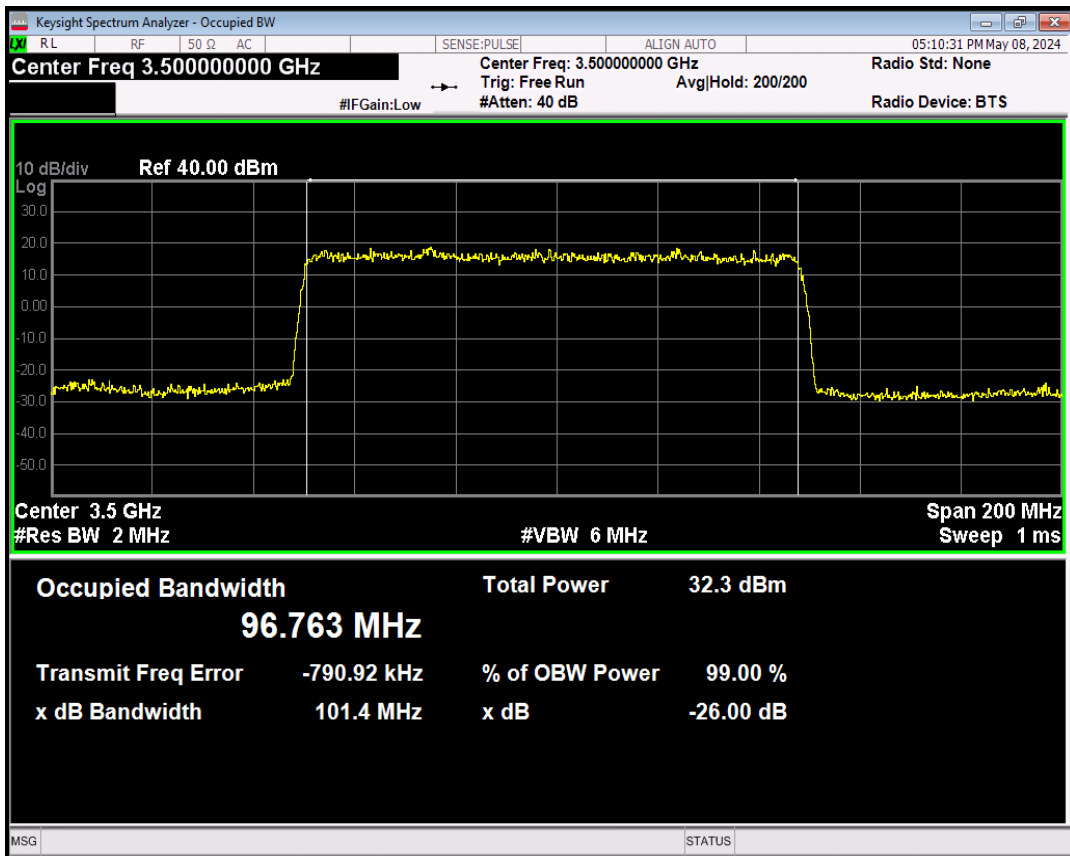 Keysight Spectrum Analyzer - Occupied BW
LXI RL RF 50 Ω AC SENSE:PULSE ALIGN AUTO 05:10:31 PM May 08, 2024
Center Freq 3.500000000 GHz Center Freq: 3.500000000 GHz Radio Std: None
Trig: Free Run Avg|Hold: 200/200
#IFGain:Low #Atten: 40 dB Radio Device: BTS
10 dB/div Ref 40.00 dBm
Log
30.0
20.0
10.0
0.00
-10.0
-20.0
-30.0
-40.0
-50.0
Center 3.5 GHz Span 200 MHz
#Res BW 2 MHz #VBW 6 MHz Sweep 1 ms
Occupied Bandwidth Total Power 32.3 dBm
96.763 MHz
Transmit Freq Error -790.92 kHz % of OBW Power 99.00 %
x dB Bandwidth 101.4 MHz x dB -26.00 dB
MSG STATUS